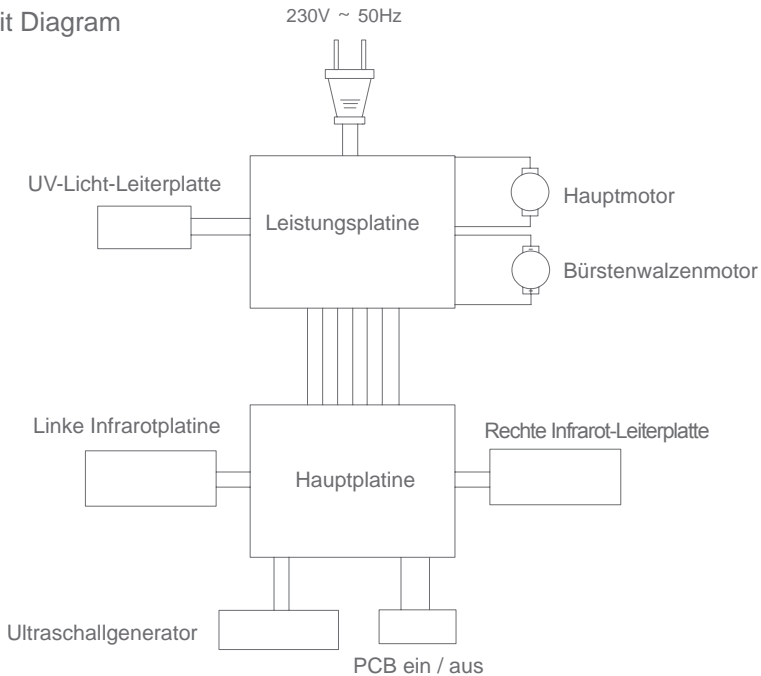 it Diagram
230V ~ 50Hz
UV-Licht-Leiterplatte
Leistungsplatine
Hauptmotor
Bürstenwalzenmotor
Linke Infrarotplatine
Rechte Infrarot-Leiterplatte
Hauptplatine
Ultraschallgenerator
PCB ein / aus